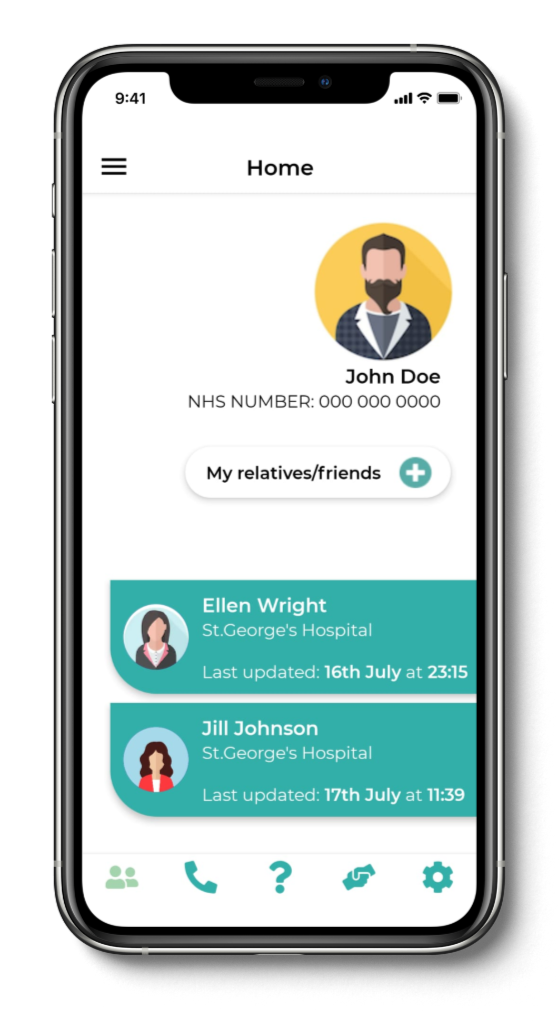 9:41
Home
John Doe
NHS NUMBER: 000 000 0000
My relatives/friends
Ellen Wright
St.George's Hospital
Last updated: 16th July at 23:15
Jill Johnson
St.George's Hospital
Last updated: 17th July at 11:39
?